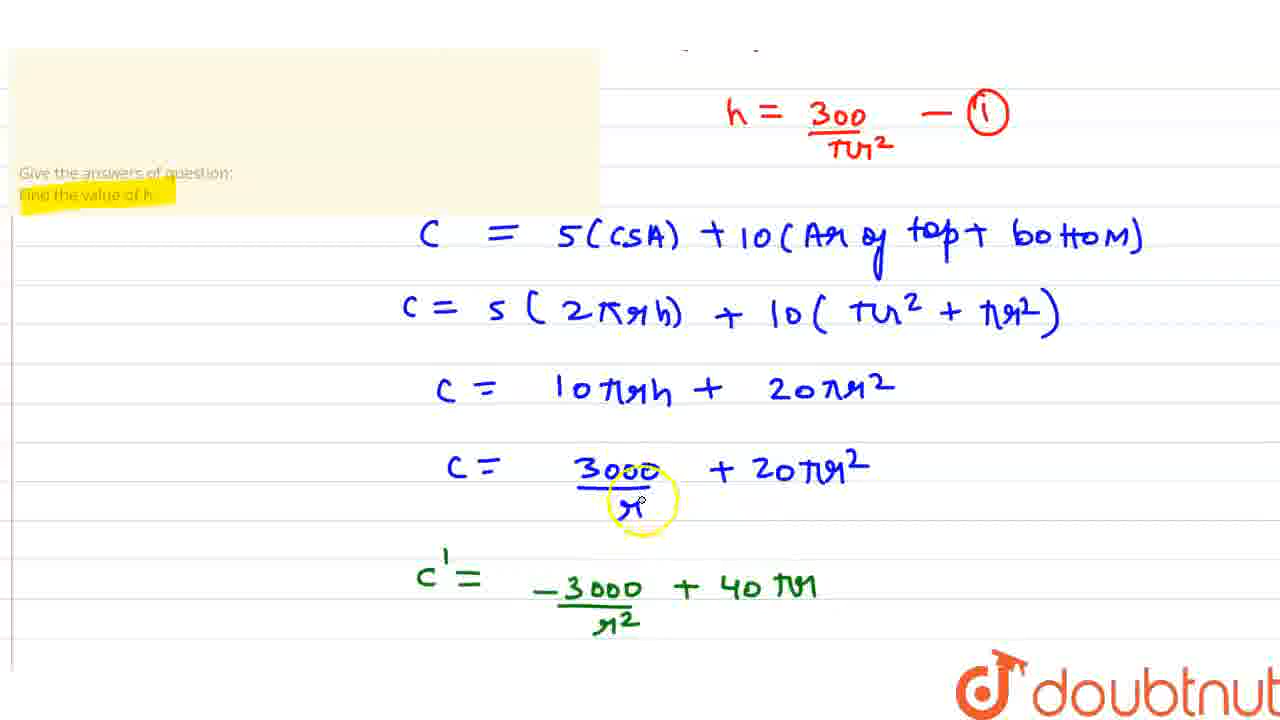 h = 300/πr² — ①
Give the answers of question:
Find the value of h.
C = 5(CSA) + 10(Ar of top + bottom)
C = 5(2πrh) + 10(πr² + πr²)
C = 10πrh + 20πr²
C = 3000/r + 20πr²
C' = -3000/r² + 40πr
doubtnut